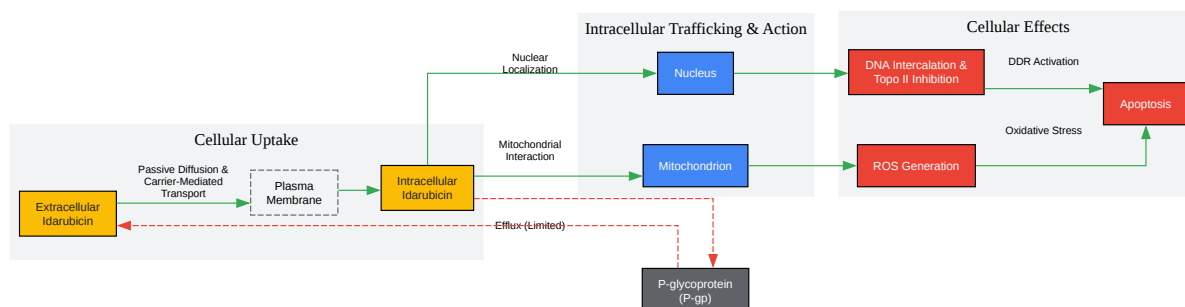 Intracellular Trafficking & Action
Cellular Effects
Nuclear
Localization
Nucleus
DNA Intercalation &
Topo II Inhibition
DDR Activation
Apoptosis
Cellular Uptake
Mitochondrial
Interaction
Oxidative Stress
Passive Diffusion &
Carrier-Mediated
Transport
Mitochondrion
ROS Generation
Plasma
Membrane
Intracellular
Idarubicin
Extracellular
Idarubicin
Efflux (Limited)
P-glycoprotein
(P-gp)